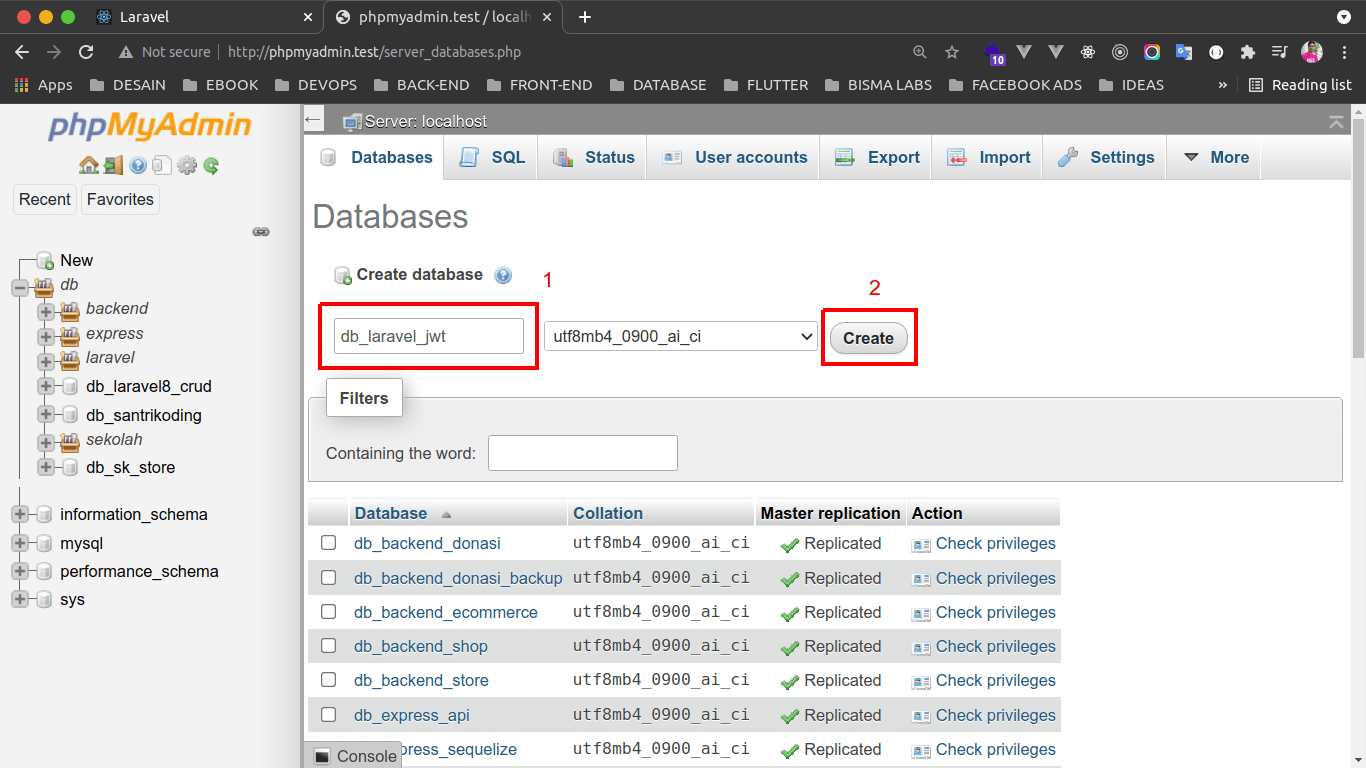 Laravel
phpmyadmin.test / localh
Not secure
http://phpmyadmin.test/server_databases.php
10
Apps
DESAIN
EBOOK
DEVOPS
BACK-END
FRONT-END
DATABASE
FLUTTER
BISMA LABS
FACEBOOK ADS
IDEAS
»
Reading list
phpMyAdmin
Recent
Favorites
New
db
backend
express
laravel
db_laravel8_crud
db_santrikoding
sekolah
db_sk_store
information_schema
mysql
performance_schema
sys
Server: localhost
Databases
SQL
Status
User accounts
Export
Import
Settings
More
Databases
Create database
1
2
db_laravel_jwt
utf8mb4_0900_ai_ci
Create
Filters
Containing the word:
Database Collation Master replication Action
db_backend_donasi utf8mb4_0900_ai_ci Replicated Check privileges
db_backend_donasi_backup utf8mb4_0900_ai_ci Replicated Check privileges
db_backend_ecommerce utf8mb4_0900_ai_ci Replicated Check privileges
db_backend_shop utf8mb4_0900_ai_ci Replicated Check privileges
db_backend_store utf8mb4_0900_ai_ci Replicated Check privileges
db_express_api utf8mb4_0900_ai_ci Replicated Check privileges
press_sequelize utf8mb4_0900_ai_ci Replicated Check privileges
Console